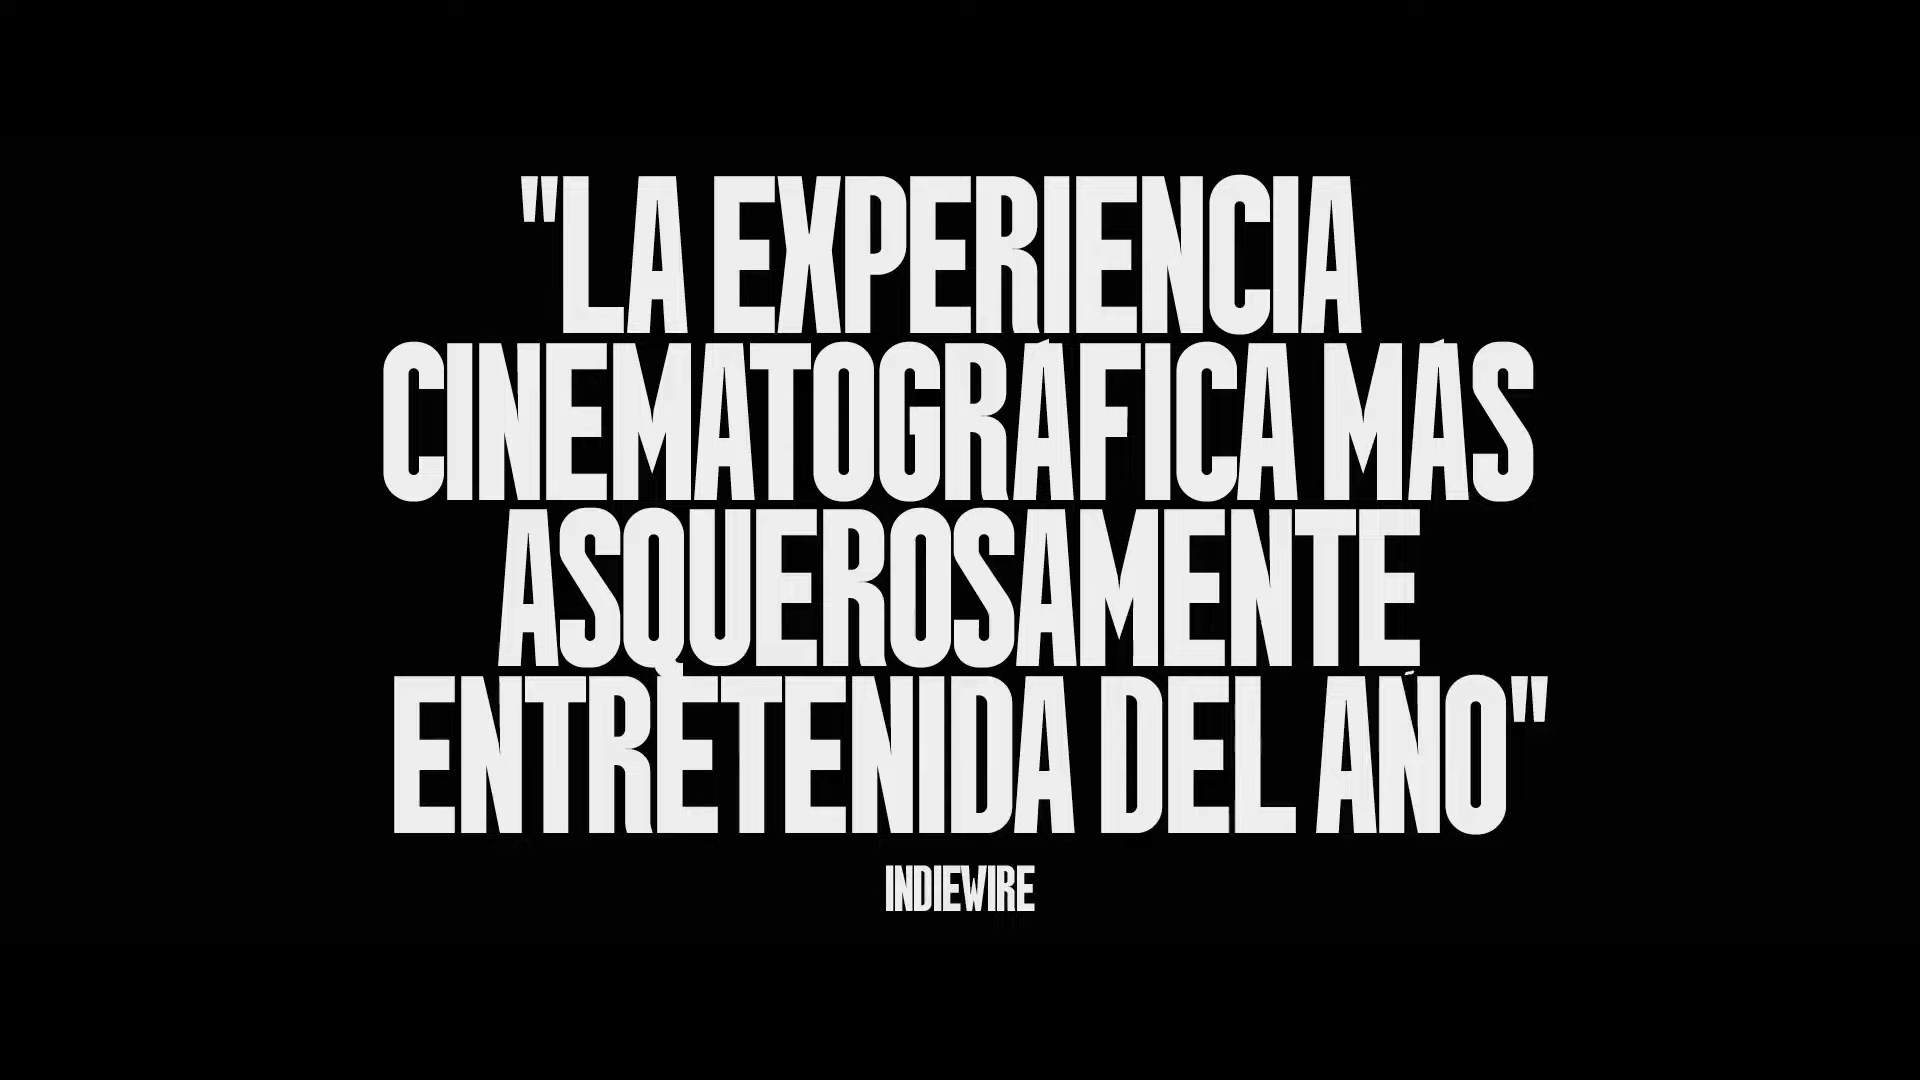 "LA EXPERIENCIA
CINEMATOGRÁFICA MÁS
ASQUEROSAMENTE
ENTRETENIDA DEL AÑO"
INDIEWIRE